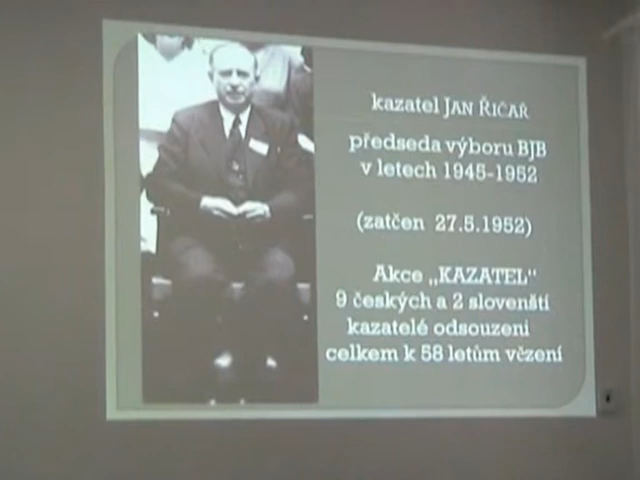 kazatel JAN ŘIČAŘ
předseda výboru BJB
v letech 1945-1952
(zatčen 27.5.1952)
Akce „KAZATEL"
9 českých a 2 slovenští
kazatelé odsouzeni
celkem k 58 letům vězení